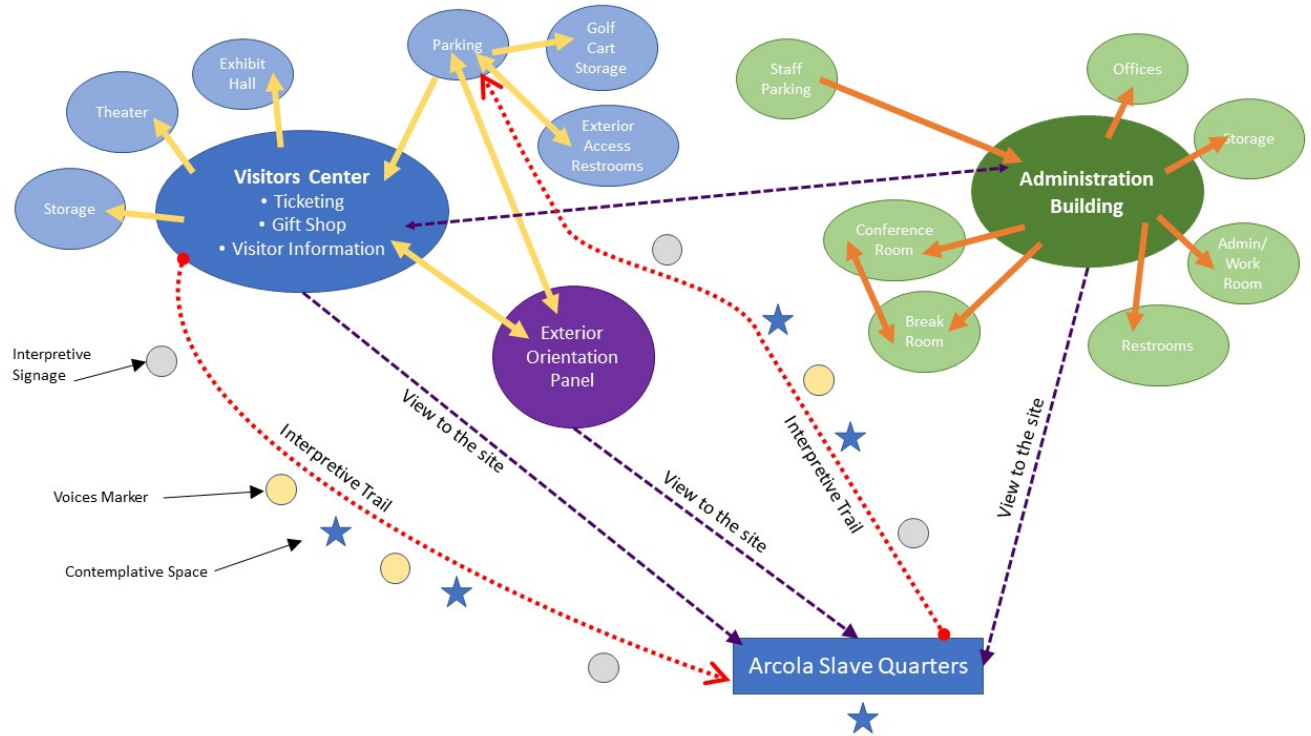 Parking
Golf
Cart
Storage
Exhibit
Hall
Theater
Storage
Exterior
Access
Restrooms
Visitors Center
• Ticketing
• Gift Shop
• Visitor Information
Staff
Parking
Offices
Storage
Administration
Building
Conference
Room
Admin/
Work
Room
Break
Room
Restrooms
Exterior
Orientation
Panel
Interpretive
Signage
Voices Marker
Contemplative Space
Interpretive Trail
View to the site
View to the site
Interpretive Trail
View to the site
Arcola Slave Quarters